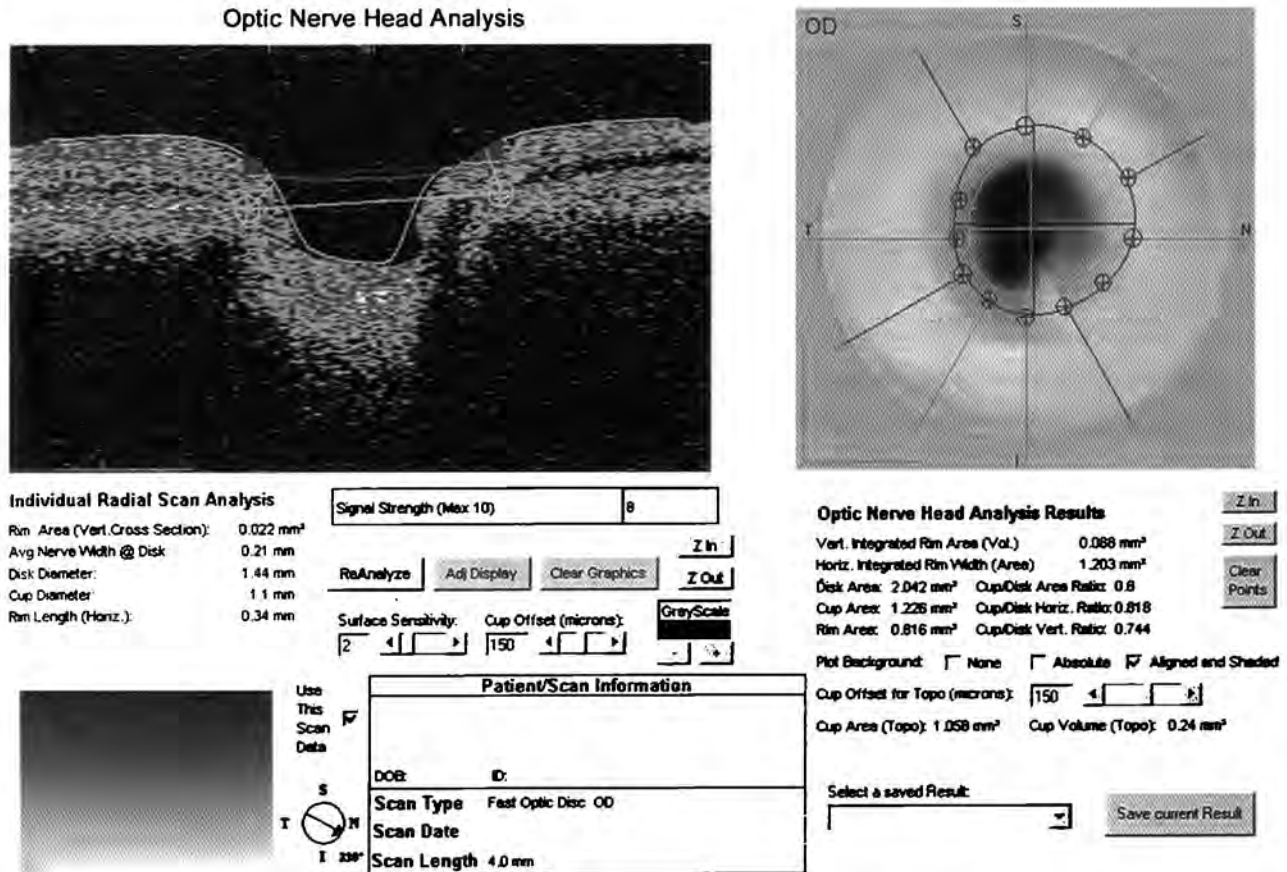 Optic Nerve Head Analysis
OD
S
T
N
I
Individual Radial Scan Analysis
Rim Area (Vert. Cross Section): 0.022 mm²
Avg Nerve Width @ Disk 0.21 mm
Disk Diameter: 1.44 mm
Cup Diameter 1.1 mm
Rim Length (Horiz.): 0.34 mm
Signal Strength (Max 10) 8
ReAnalyze Adj Display Clear Graphics Z In
Z Out
Surface Sensitivity: Cup Offset (microns): GreyScale
2 150
- +
Optic Nerve Head Analysis Results
Z In
Z Out
Clear
Points
Vert. Integrated Rim Area (Vol.) 0.088 mm³
Horiz. Integrated Rim Width (Area) 1.203 mm²
Disk Area: 2.042 mm² Cup/Disk Area Ratio: 0.6
Cup Area: 1.226 mm² Cup/Disk Horiz. Ratio: 0.818
Rim Area: 0.816 mm² Cup/Disk Vert. Ratio: 0.744
Plot Background: None Absolute Aligned and Shaded
Cup Offset for Topo (microns): 150
Cup Area (Topo): 1.058 mm² Cup Volume (Topo): 0.24 mm³
Select a saved Result:
Save current Result
Use
This
Scan
Data
S
T N
I
Patient/Scan Information
DOB: ID:
Scan Type Fast Optic Disc OD
Scan Date
Scan Length 4.0 mm